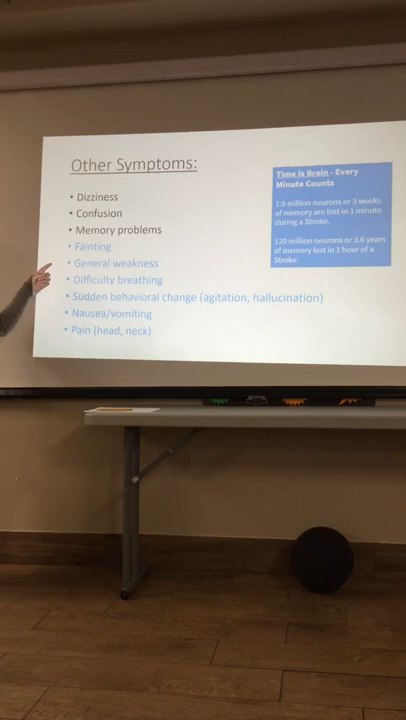 Other Symptoms:
• Dizziness
• Confusion
• Memory problems
• Fainting
• General weakness
• Difficulty breathing
• Sudden behavioral change (agitation, hallucination)
• Nausea/vomiting
• Pain (head, neck)
Time Is Brain - Every
Minute Counts
1.9 million neurons or 3 weeks
of memory are lost in 1 minute
during a Stroke.
120 million neurons or 3.6 years
of memory lost in 1 hour of a
Stroke